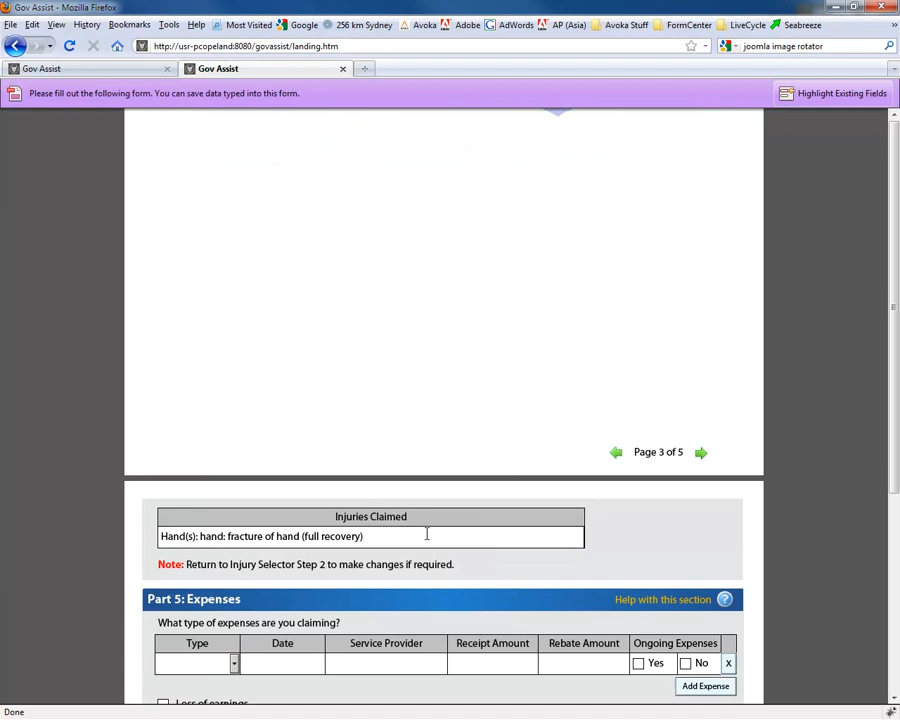 Gov Assist - Mozilla Firefox
File Edit View History Bookmarks Tools Help Most Visited Google 256 km Sydney Avoka Adobe AdWords AP (Asia) Avoka Stuff FormCenter LiveCycle Seabreeze
http://usr-pcopeland:8080/govassist/landing.htm joomla image rotator
Gov Assist Gov Assist
Please fill out the following form. You can save data typed into this form. Highlight Existing Fields
Page 3 of 5
Injuries Claimed
Hand(s): hand: fracture of hand (full recovery)
Note: Return to Injury Selector Step 2 to make changes if required.
Part 5: Expenses Help with this section ?
What type of expenses are you claiming?
Type Date Service Provider Receipt Amount Rebate Amount Ongoing Expenses
Yes No X
Add Expense
Loss of earnings
Done